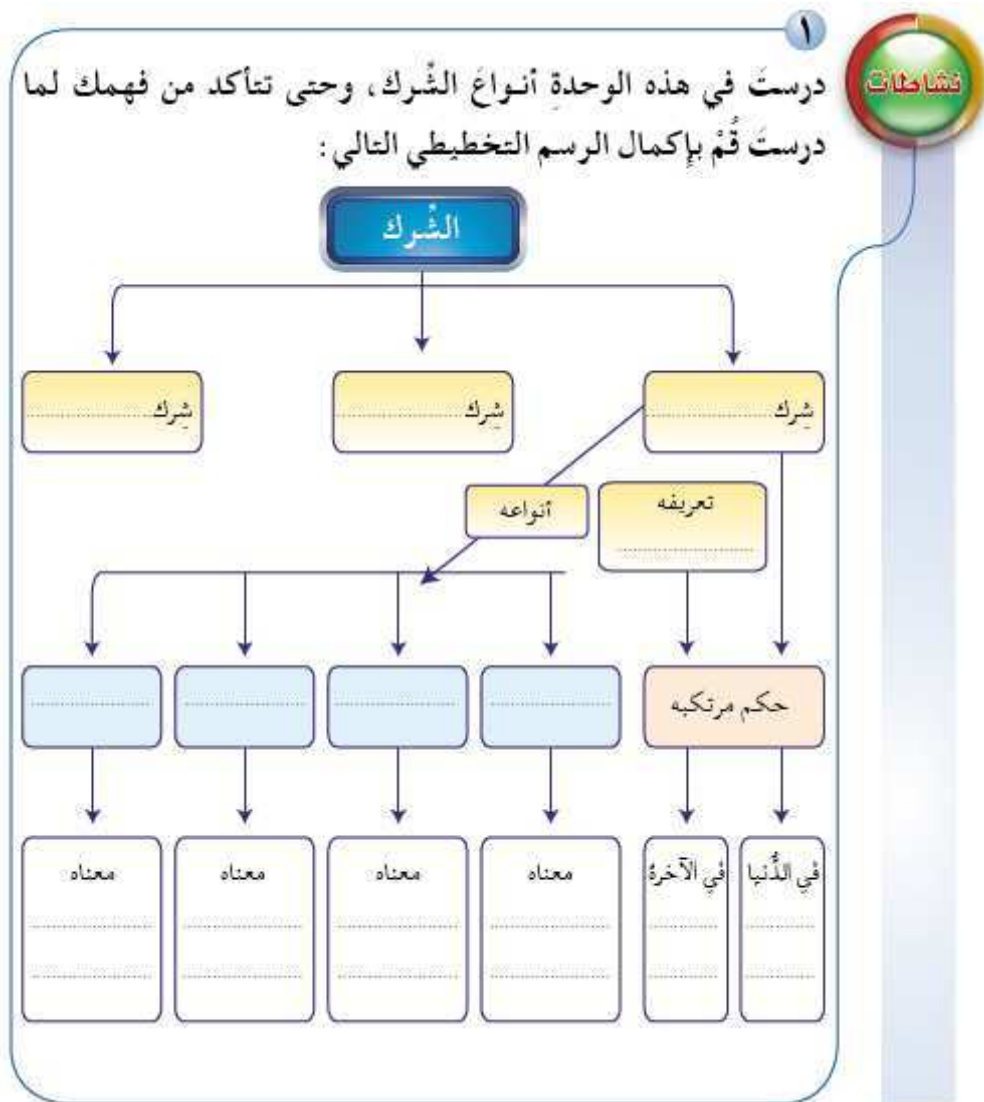 نشاطات
١
درستَ في هذه الوحدةِ أنـواعَ الشِّرك، وحتى تتأكد من فهمك لما
درستَ قُمْ بإكمال الرسم التخطيطي التالي:
الشِّرك
شِرك..................
شِرك..................
شِرك..................
تعريفه
..................
أنواعه
حكم مرتكبه
..................
..................
..................
..................
في الدُّنيا
في الآخرة
معناه
معناه
معناه
معناه